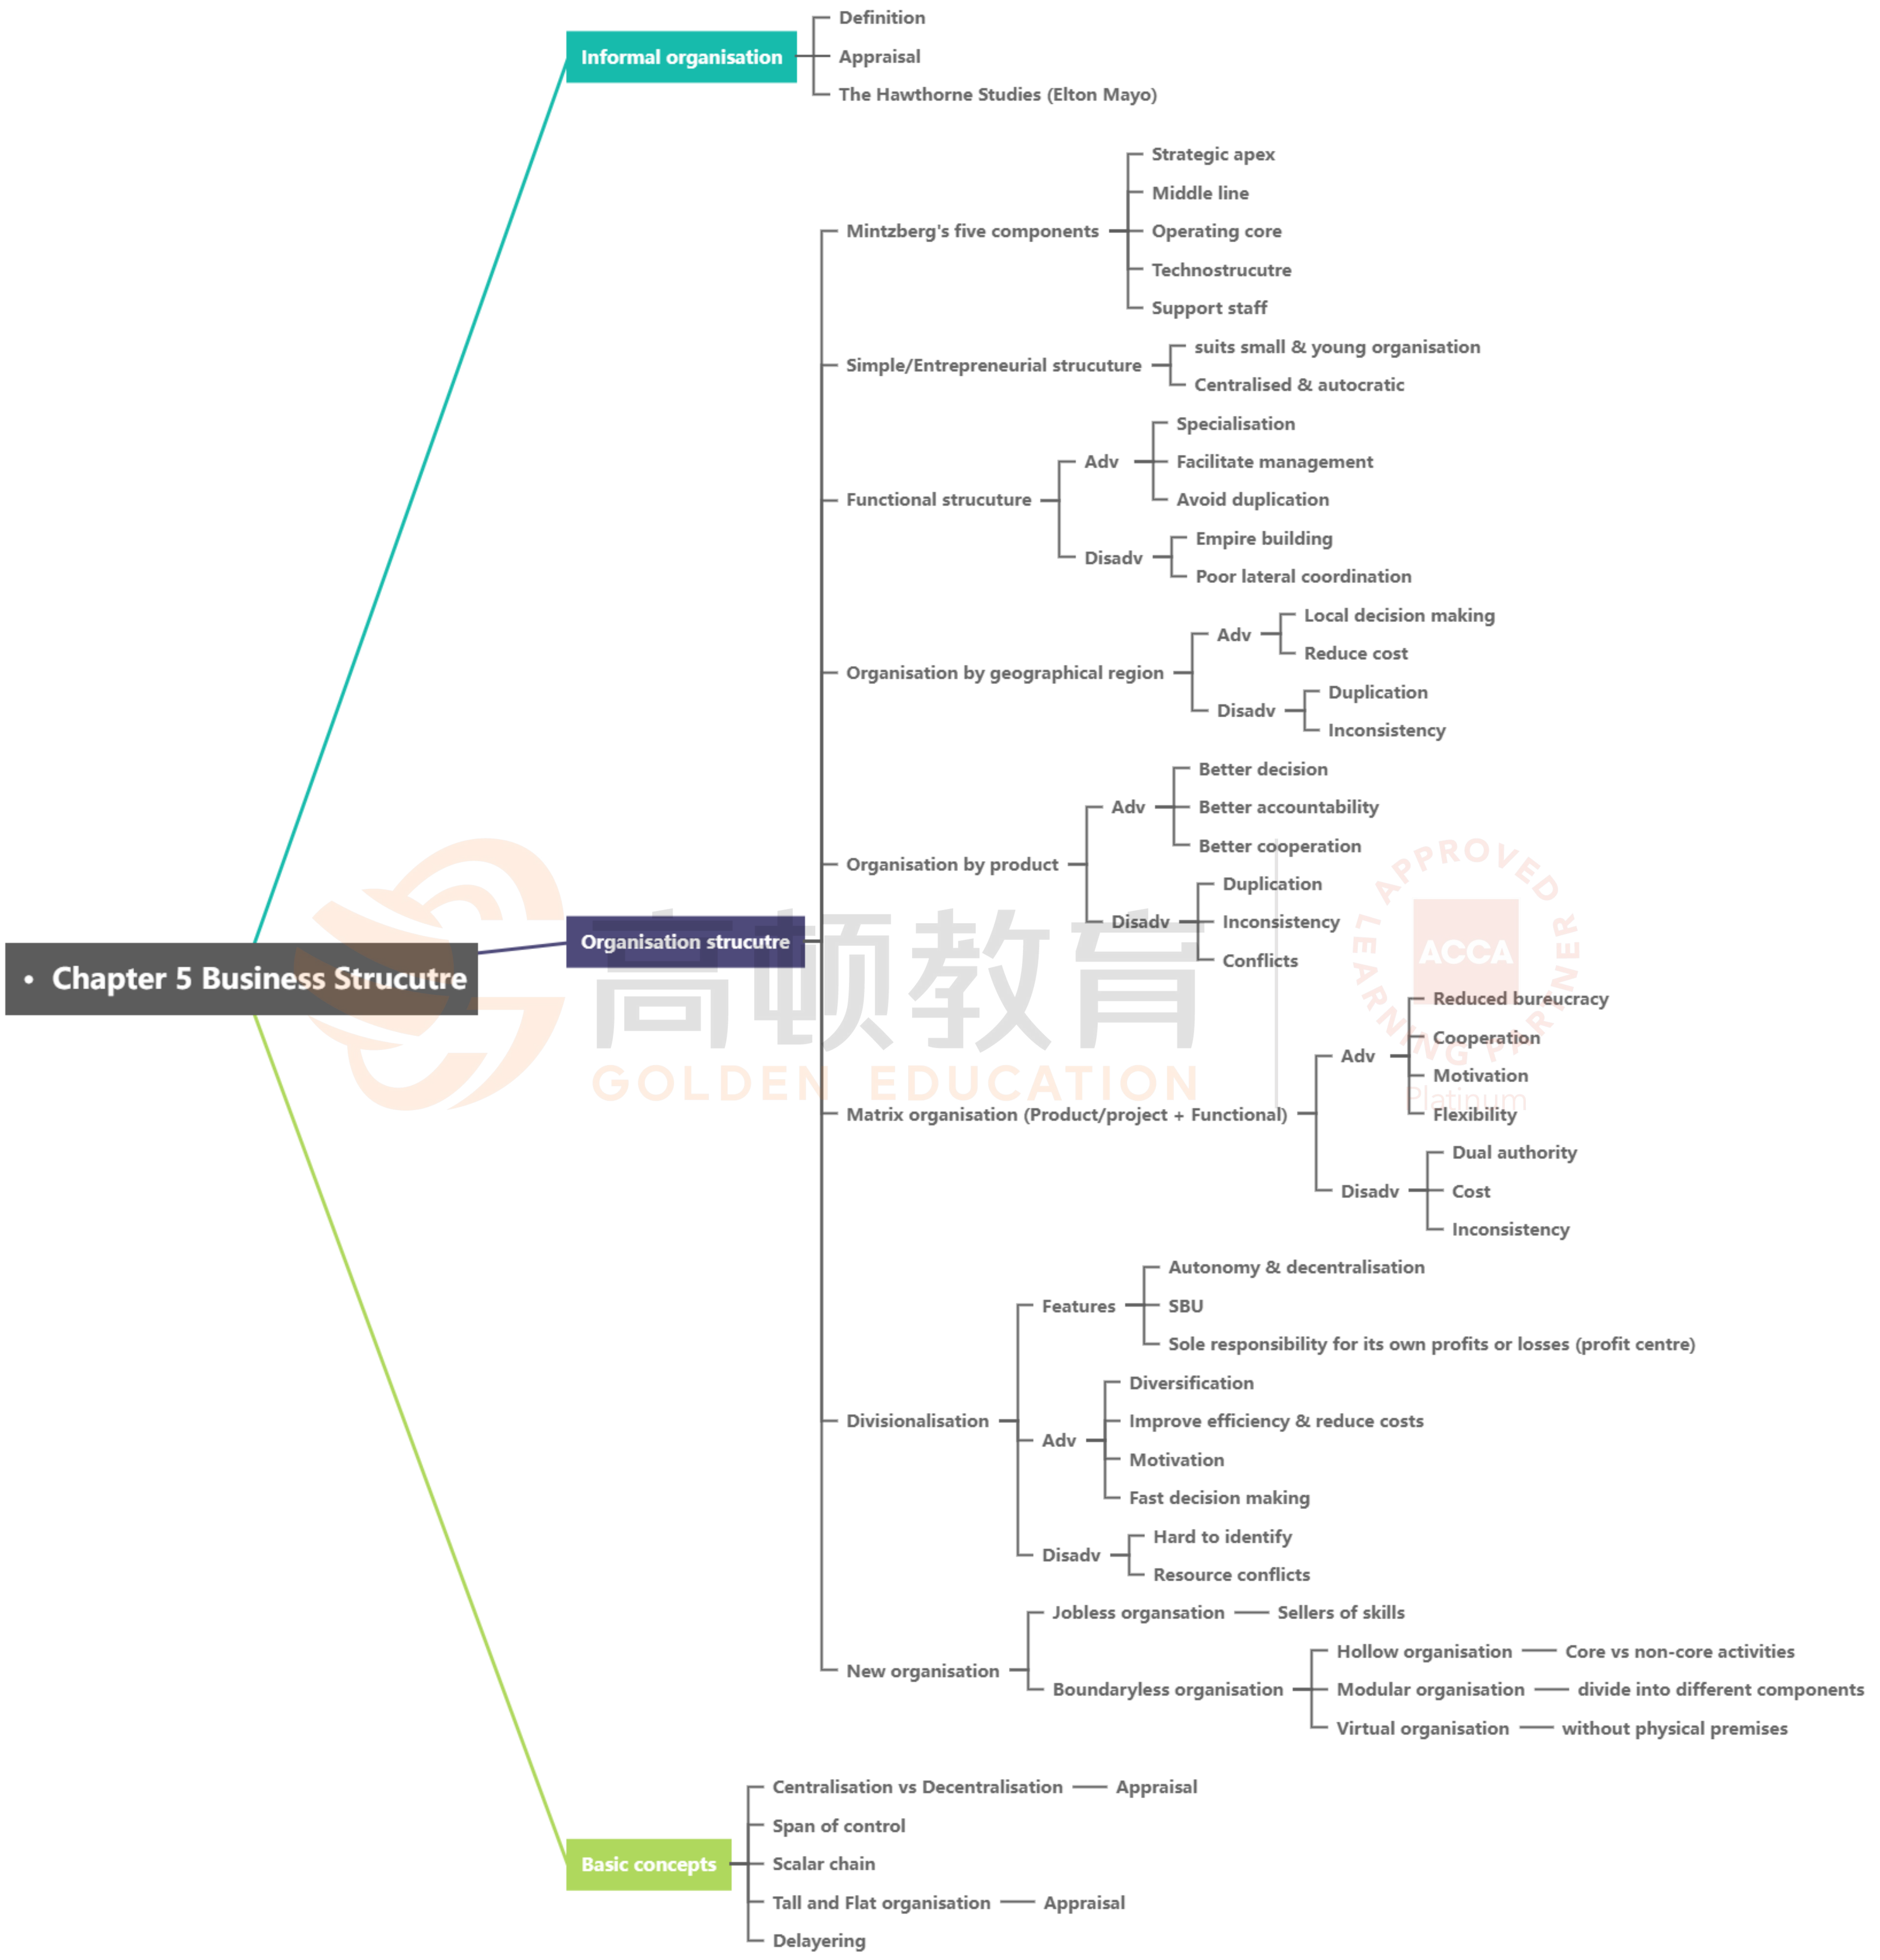 Informal organisation
Definition
Appraisal
The Hawthorne Studies (Elton Mayo)
• Chapter 5 Business Strucutre
Organisation strucutre
Mintzberg's five components
Strategic apex
Middle line
Operating core
Technostrucutre
Support staff
Simple/Entrepreneurial strucuture
suits small & young organisation
Centralised & autocratic
Functional strucuture
Adv
Specialisation
Facilitate management
Avoid duplication
Disadv
Empire building
Poor lateral coordination
Organisation by geographical region
Adv
Local decision making
Reduce cost
Disadv
Duplication
Inconsistency
Organisation by product
Adv
Better decision
Better accountability
Better cooperation
Disadv
Duplication
Inconsistency
Conflicts
Matrix organisation (Product/project + Functional)
Adv
Reduced bureucracy
Cooperation
Motivation
Flexibility
Disadv
Dual authority
Cost
Inconsistency
Divisionalisation
Features
Autonomy & decentralisation
SBU
Sole responsibility for its own profits or losses (profit centre)
Adv
Diversification
Improve efficiency & reduce costs
Motivation
Fast decision making
Disadv
Hard to identify
Resource conflicts
New organisation
Jobless organsation
Sellers of skills
Boundaryless organisation
Hollow organisation
Core vs non-core activities
Modular organisation
divide into different components
Virtual organisation
without physical premises
Basic concepts
Centralisation vs Decentralisation
Appraisal
Span of control
Scalar chain
Tall and Flat organisation
Appraisal
Delayering
高顿教育
GOLDEN EDUCATION
APPROVED
LEARNING PARTNER
ACCA
Platinum